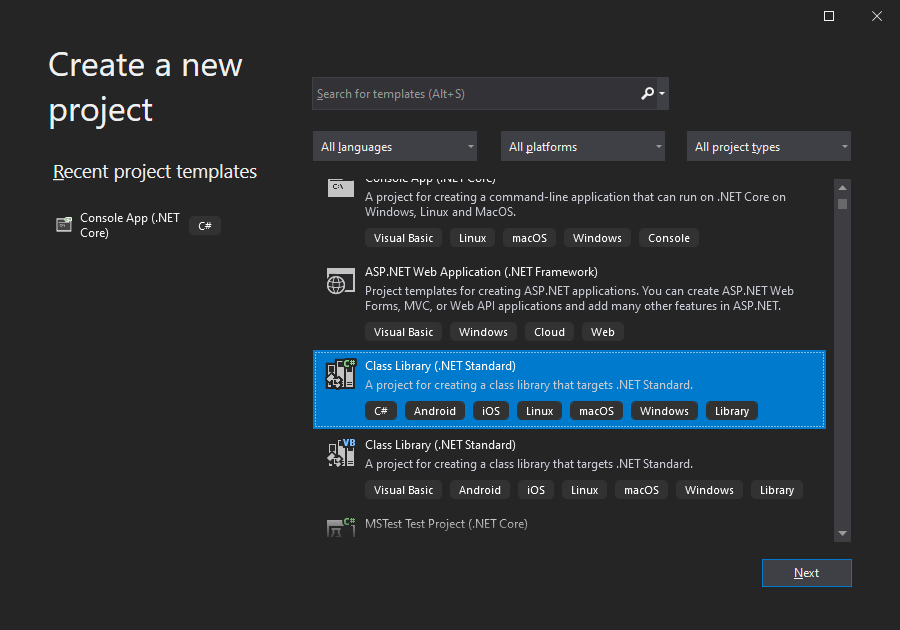 Create a new
project
Search for templates (Alt+S)
All languages
All platforms
All project types
Recent project templates
Console App (.NET
Core)
C#
Console App (.NET Core)
A project for creating a command-line application that can run on .NET Core on
Windows, Linux and MacOS.
Visual Basic Linux macOS Windows Console
ASP.NET Web Application (.NET Framework)
Project templates for creating ASP.NET applications. You can create ASP.NET Web
Forms, MVC, or Web API applications and add many other features in ASP.NET.
Visual Basic Windows Cloud Web
C#
Class Library (.NET Standard)
A project for creating a class library that targets .NET Standard.
C# Android iOS Linux macOS Windows Library
VB
Class Library (.NET Standard)
A project for creating a class library that targets .NET Standard.
Visual Basic Android iOS Linux macOS Windows Library
C#
MSTest Test Project (.NET Core)
Next